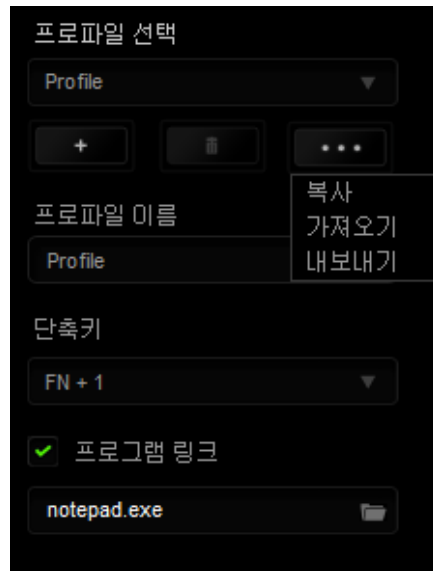 프로파일 선택
Profile
+
복사
가져오기
내보내기
프로파일 이름
Profile
단축키
FN + 1
프로그램 링크
notepad.exe